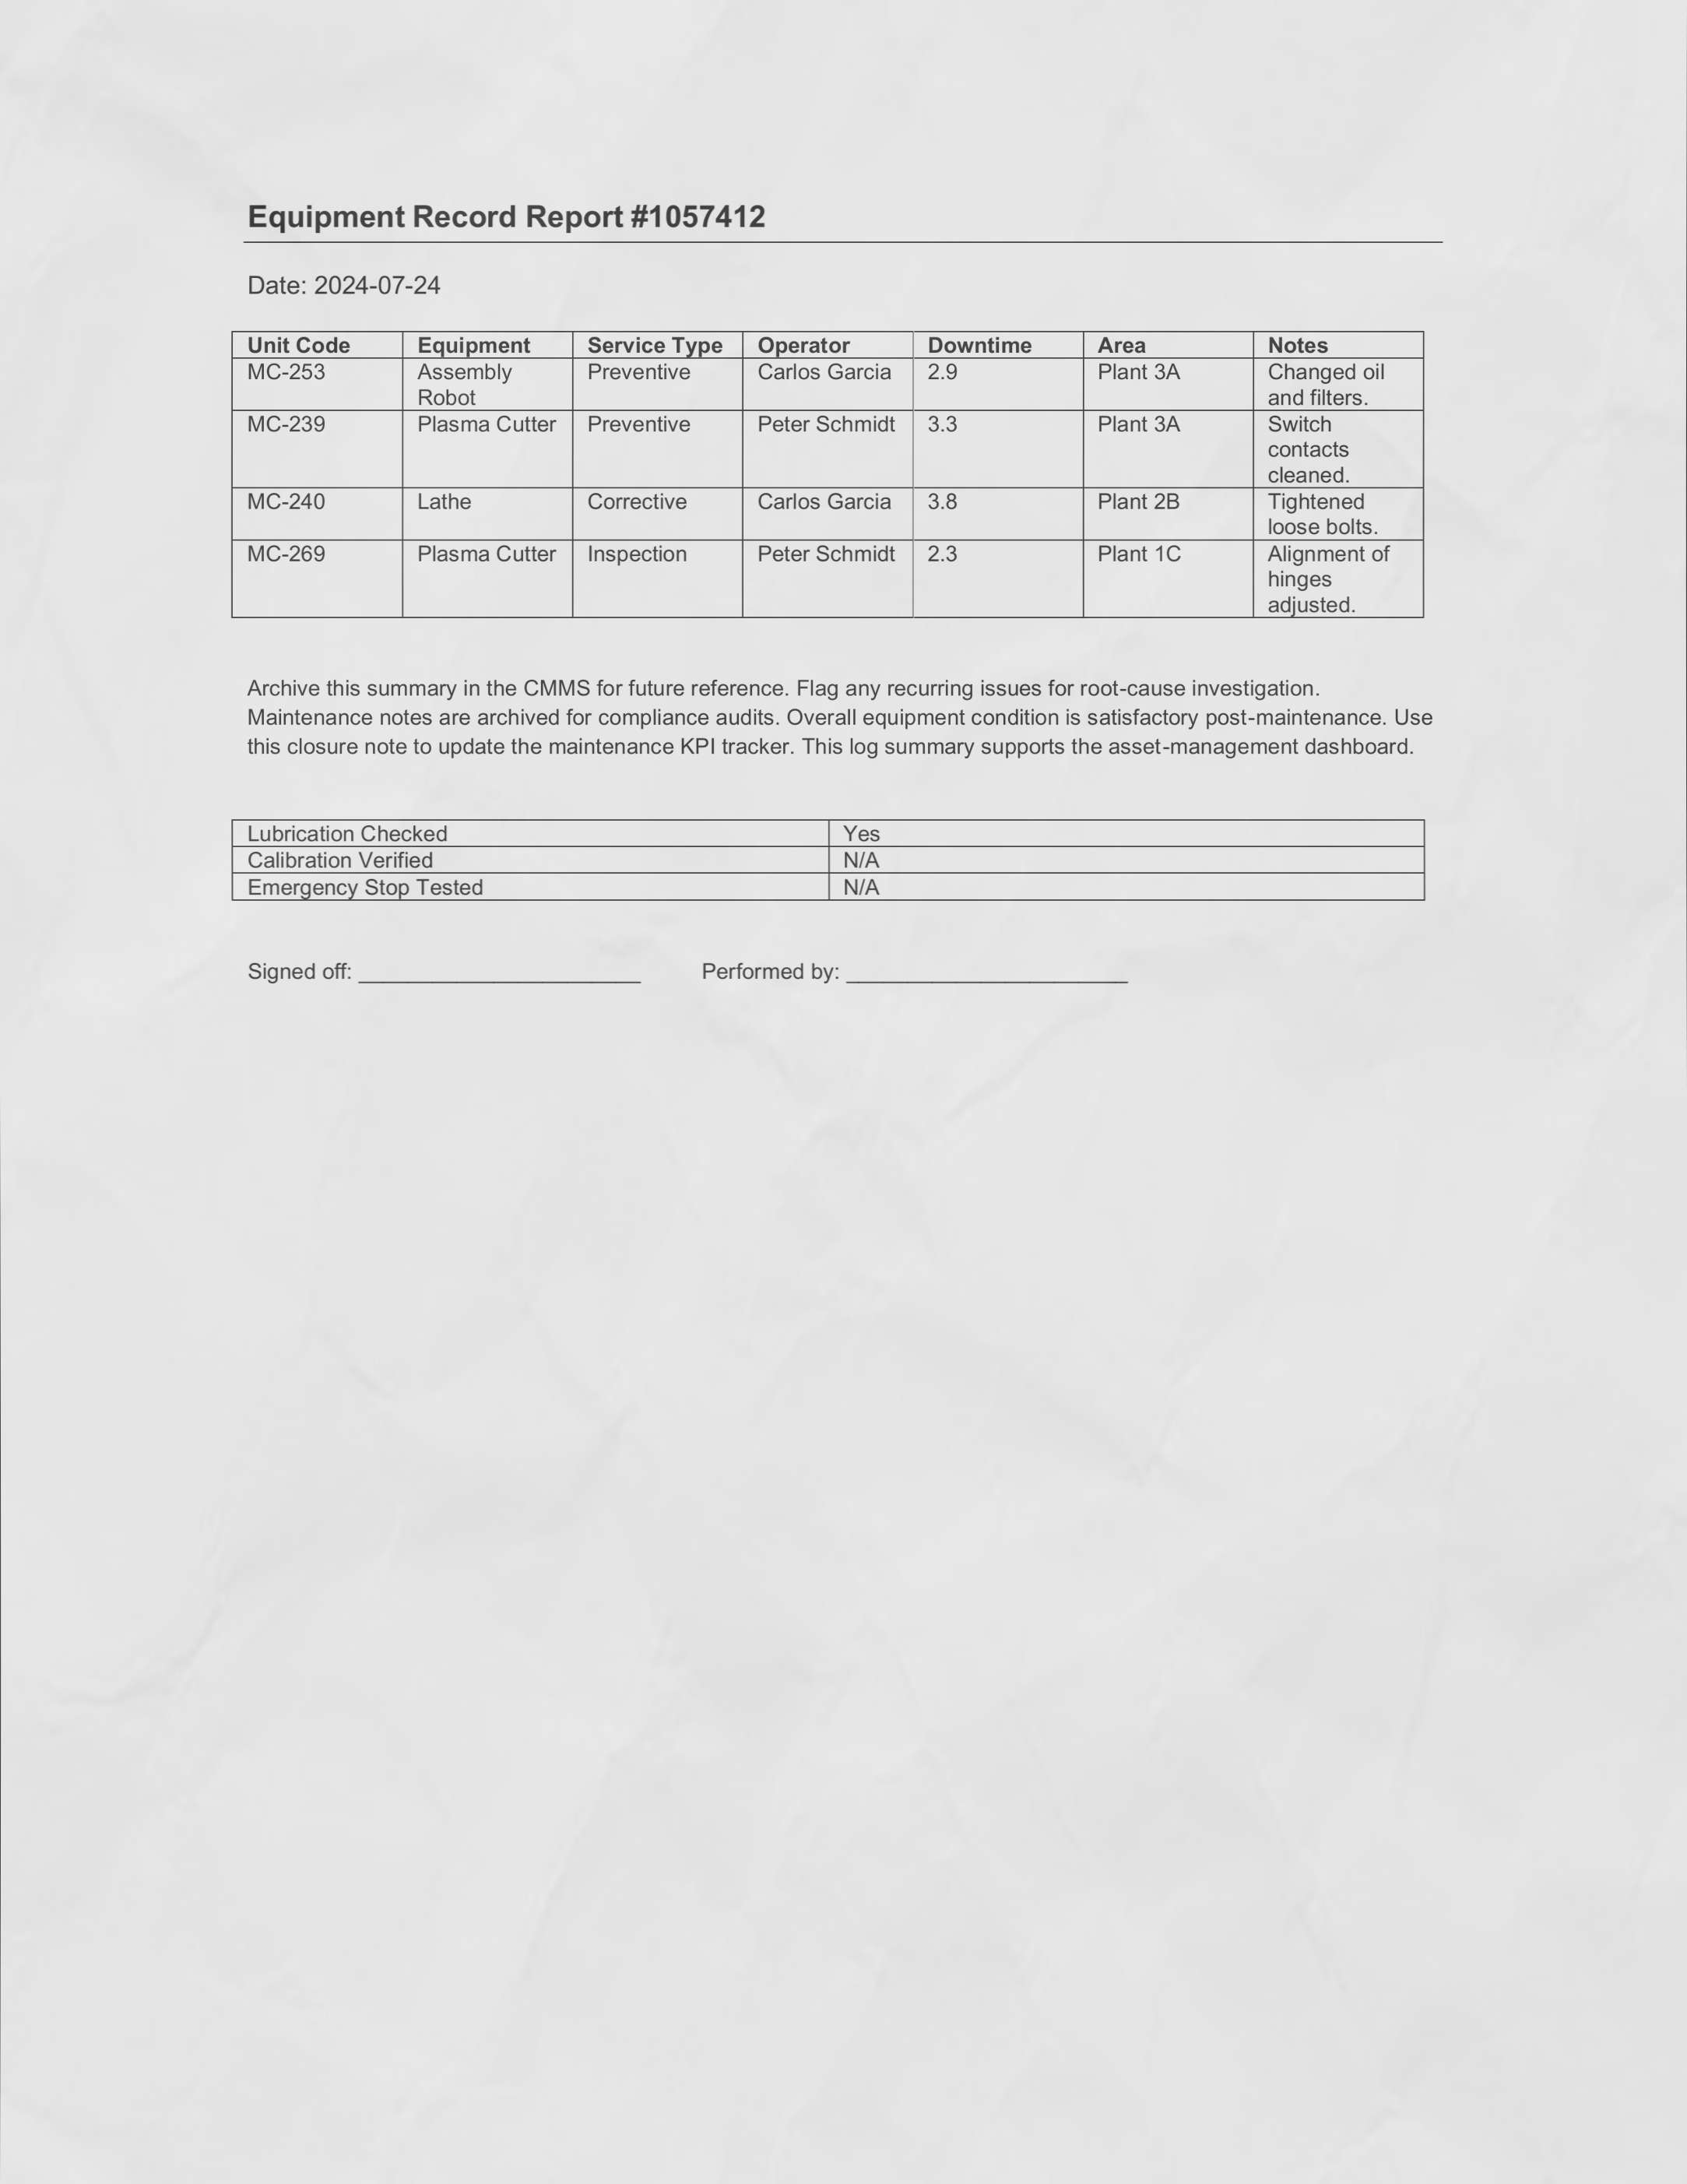 Equipment Record Report #1057412
Date: 2024-07-24
Unit Code Equipment Service Type Operator Downtime Area Notes
MC-253 Assembly Robot Preventive Carlos Garcia 2.9 Plant 3A Changed oil and filters.
MC-239 Plasma Cutter Preventive Peter Schmidt 3.3 Plant 3A Switch contacts cleaned.
MC-240 Lathe Corrective Carlos Garcia 3.8 Plant 2B Tightened loose bolts.
MC-269 Plasma Cutter Inspection Peter Schmidt 2.3 Plant 1C Alignment of hinges adjusted.
Archive this summary in the CMMS for future reference. Flag any recurring issues for root-cause investigation.
Maintenance notes are archived for compliance audits. Overall equipment condition is satisfactory post-maintenance. Use
this closure note to update the maintenance KPI tracker. This log summary supports the asset-management dashboard.
Lubrication Checked Yes
Calibration Verified N/A
Emergency Stop Tested N/A
Signed off: _______________________ Performed by: _______________________